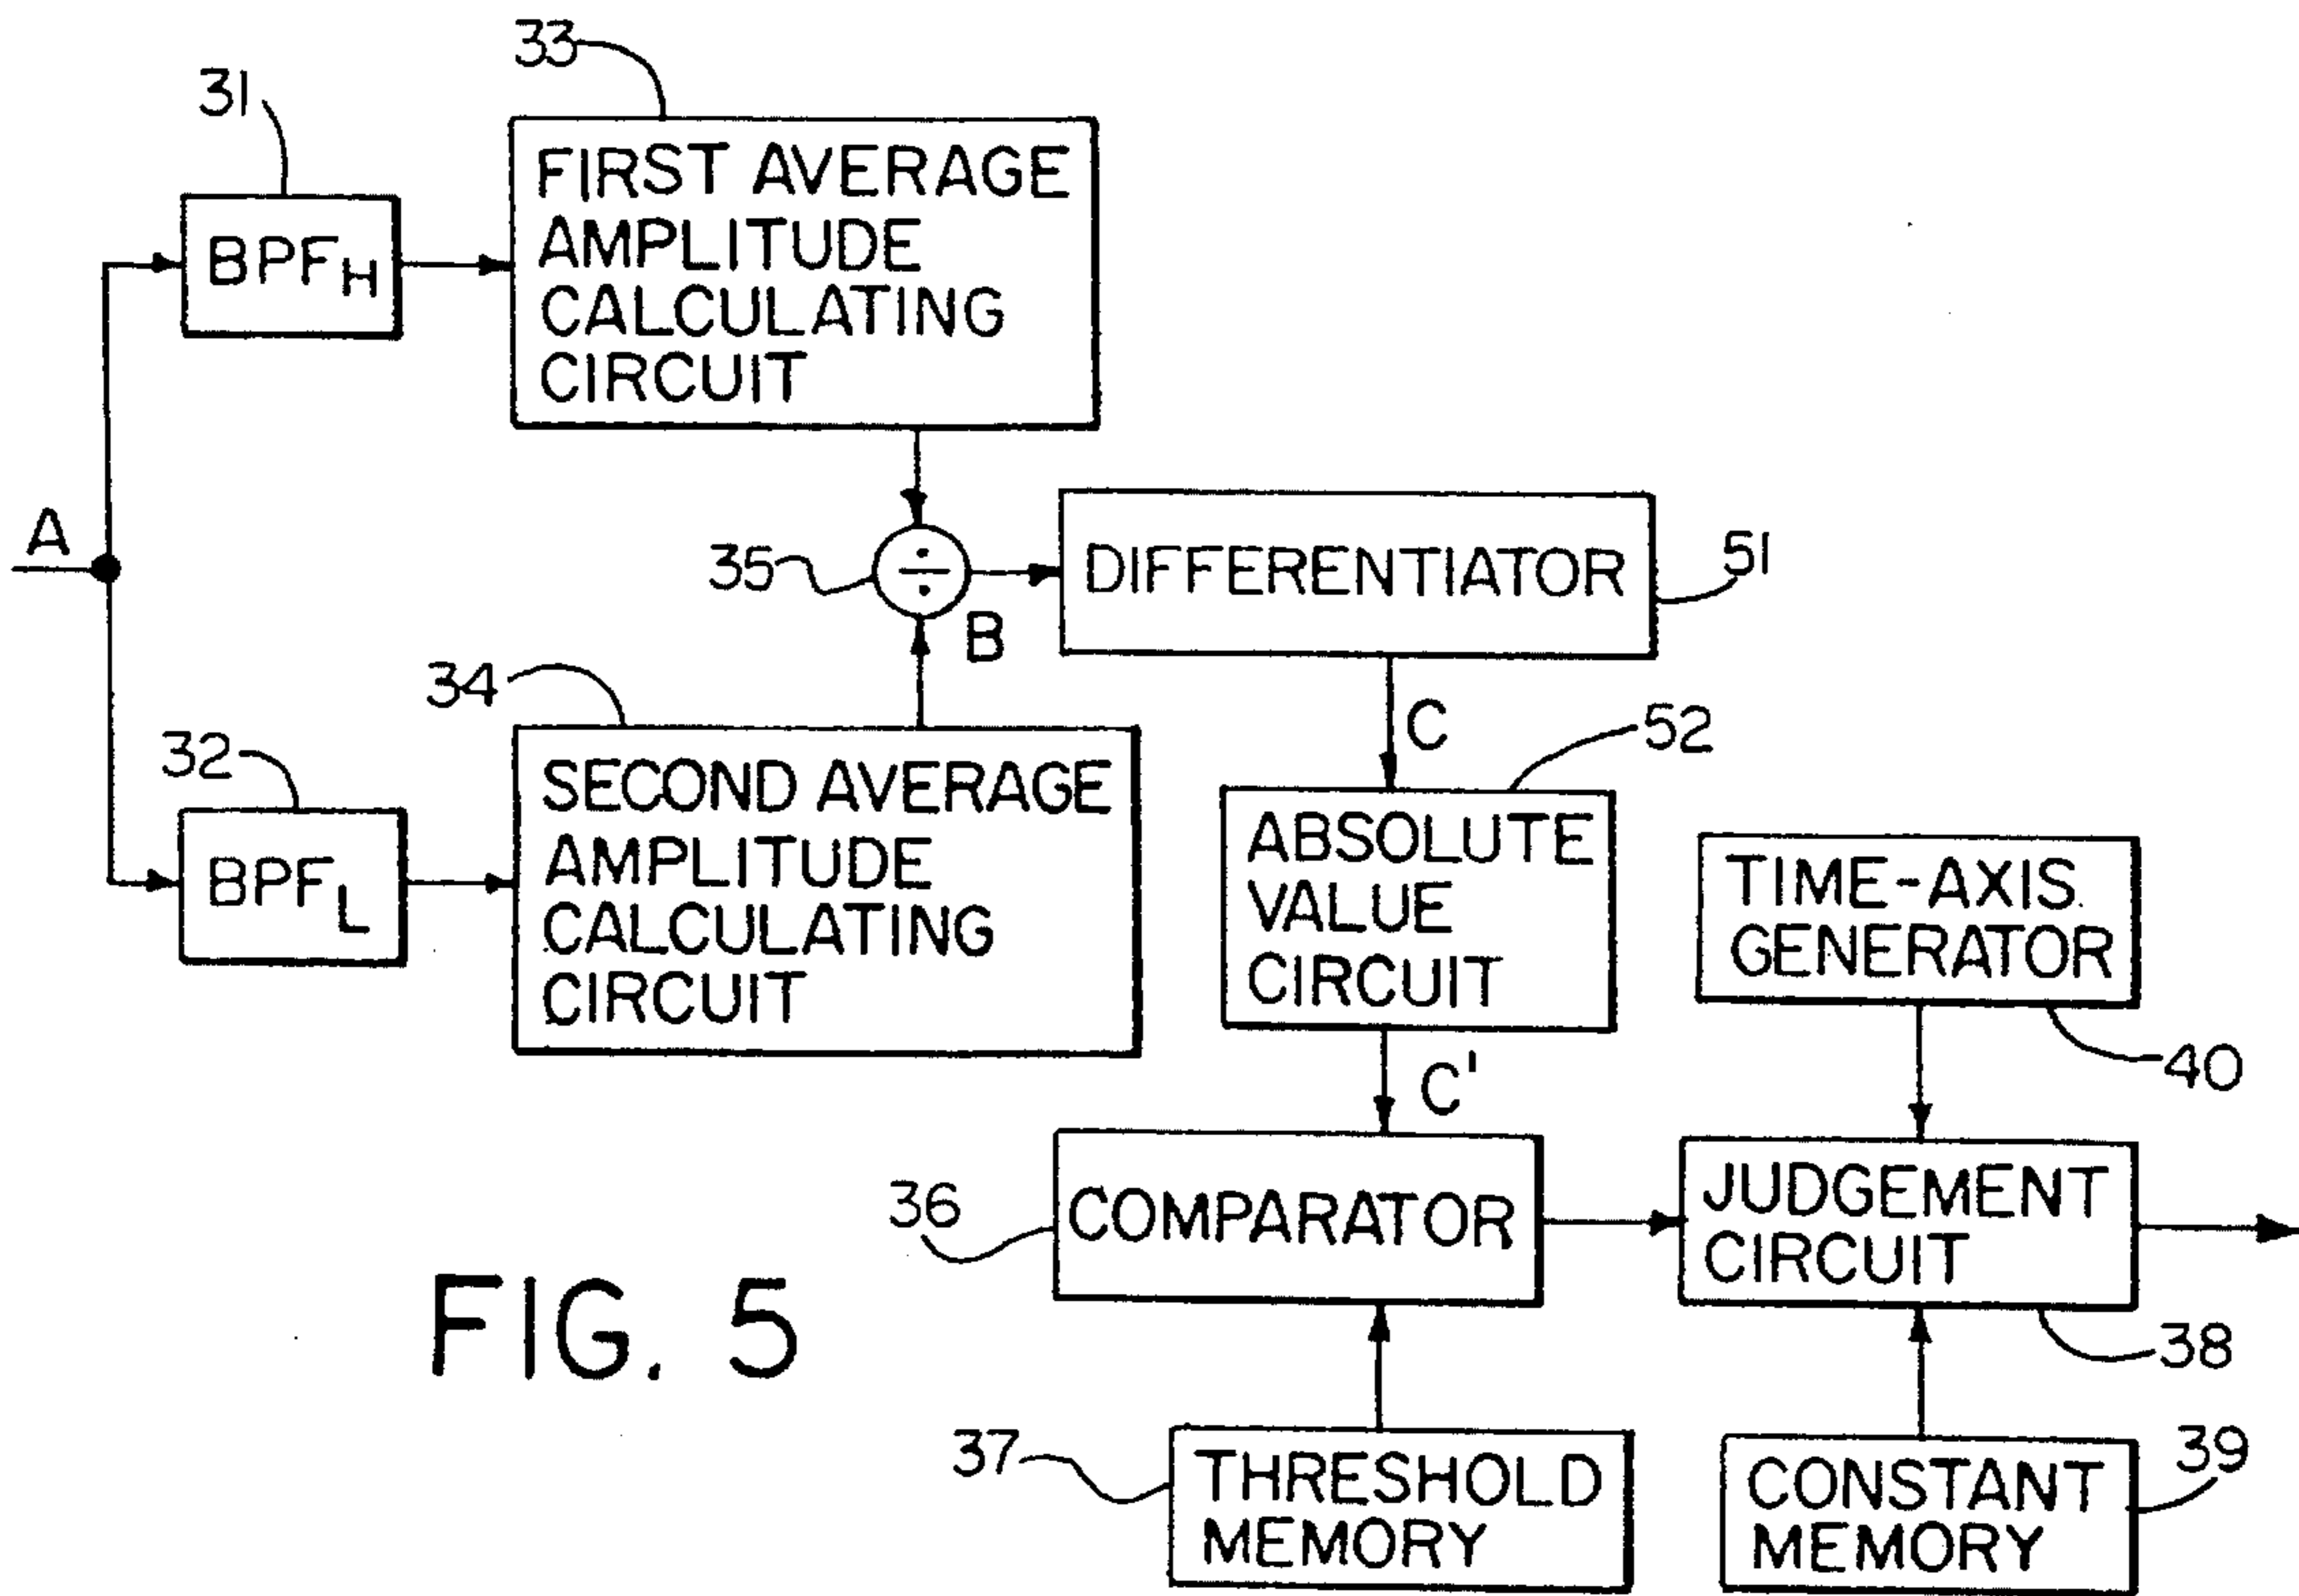 33
31
FIRST AVERAGE
AMPLITUDE
CALCULATING
CIRCUIT
BPFH
A
35
÷
B
DIFFERENTIATOR
51
34
C
52
32
SECOND AVERAGE
AMPLITUDE
CALCULATING
CIRCUIT
BPFL
ABSOLUTE
VALUE
CIRCUIT
TIME-AXIS
GENERATOR
40
C'
36
COMPARATOR
JUDGEMENT
CIRCUIT
38
FIG. 5
37
THRESHOLD
MEMORY
CONSTANT
MEMORY
39